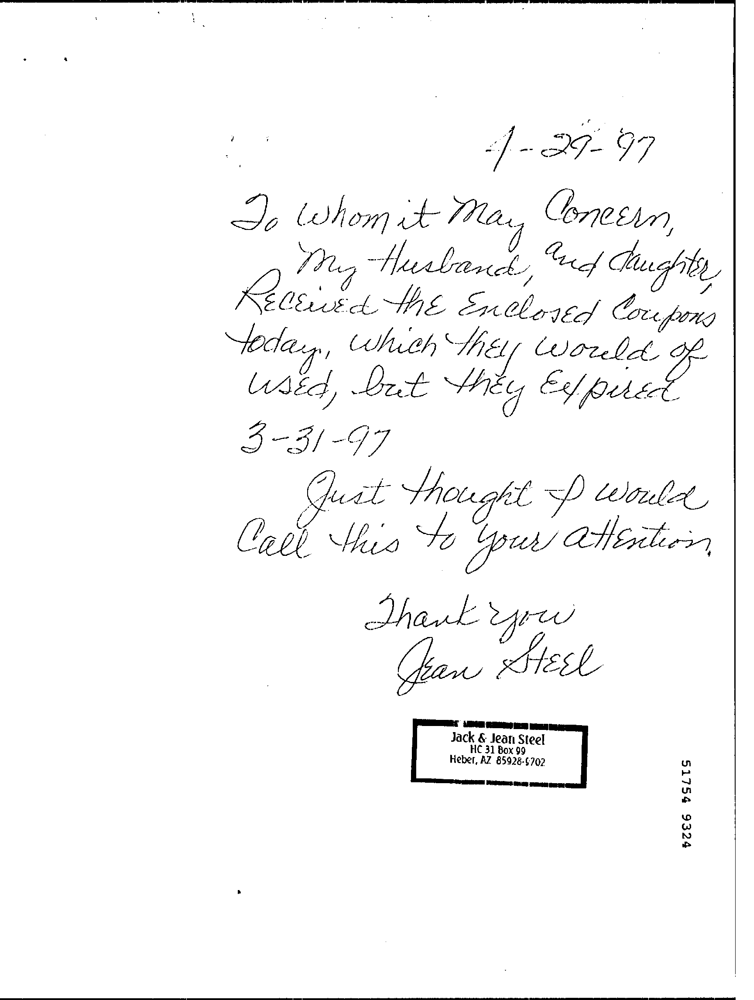 4-29-97
To Whom it May Concern,
My Husband, and daughter,
Received the Enclosed Coupons
today, which they would of
used, but they Expired
3-31-97
Just thought I would
Call this to your attention.
Thank you
Jean Steel
Jack & Jean Steel
HC 31 Box 99
Heber, AZ 85928-9702
51754 9324